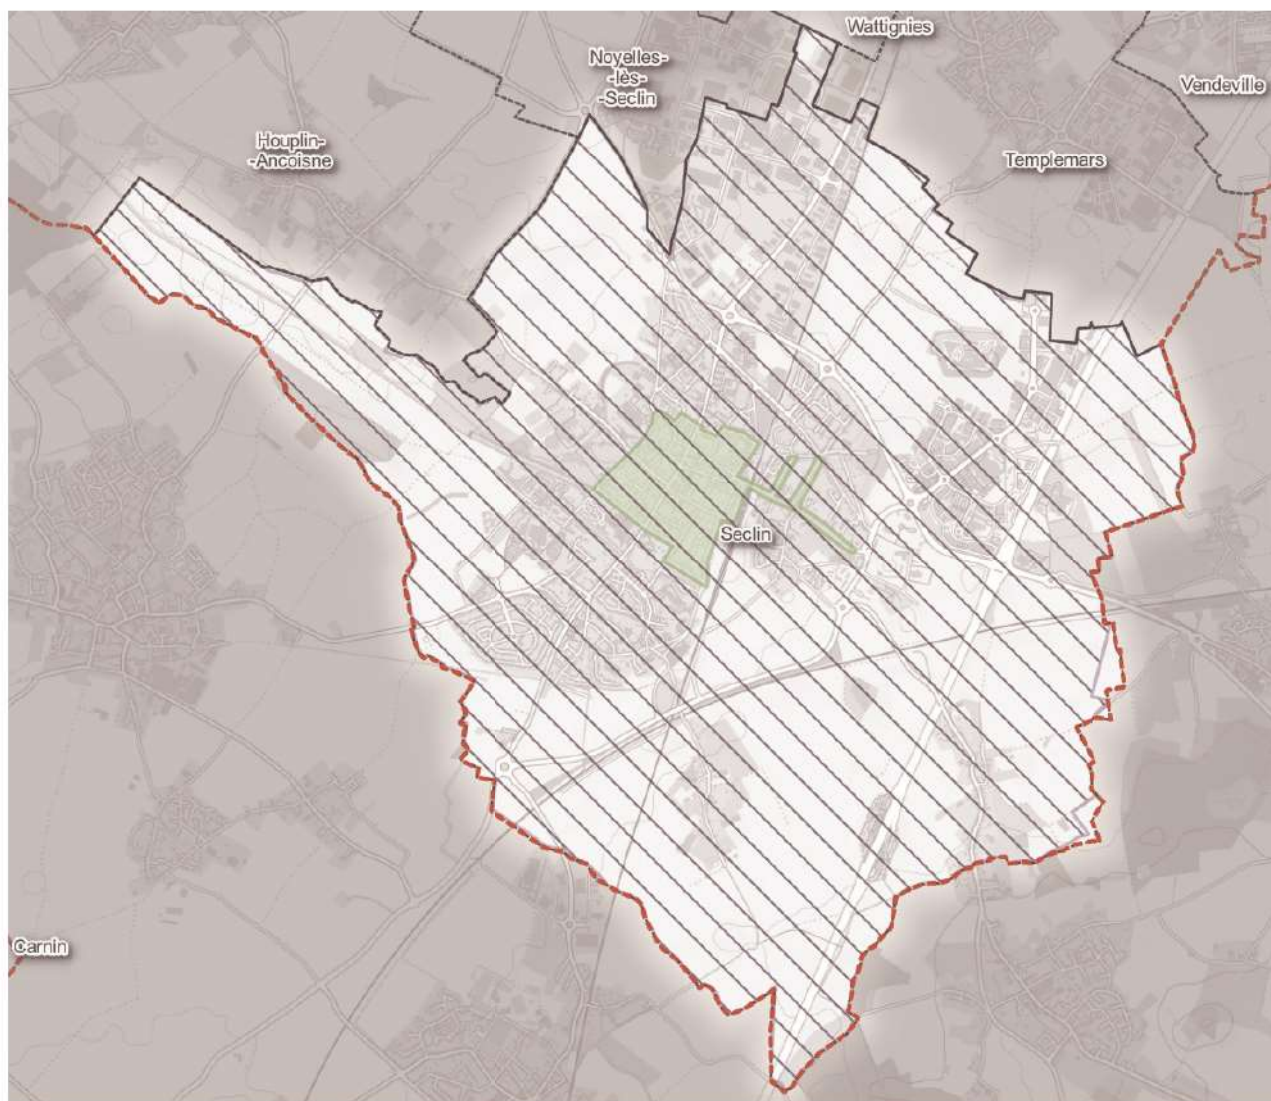 Wattignies
Noyelles-
-lès-
-Seclin
Vendeville
Houplin-
-Ancoisne
Templemars
Seclin
Carnin